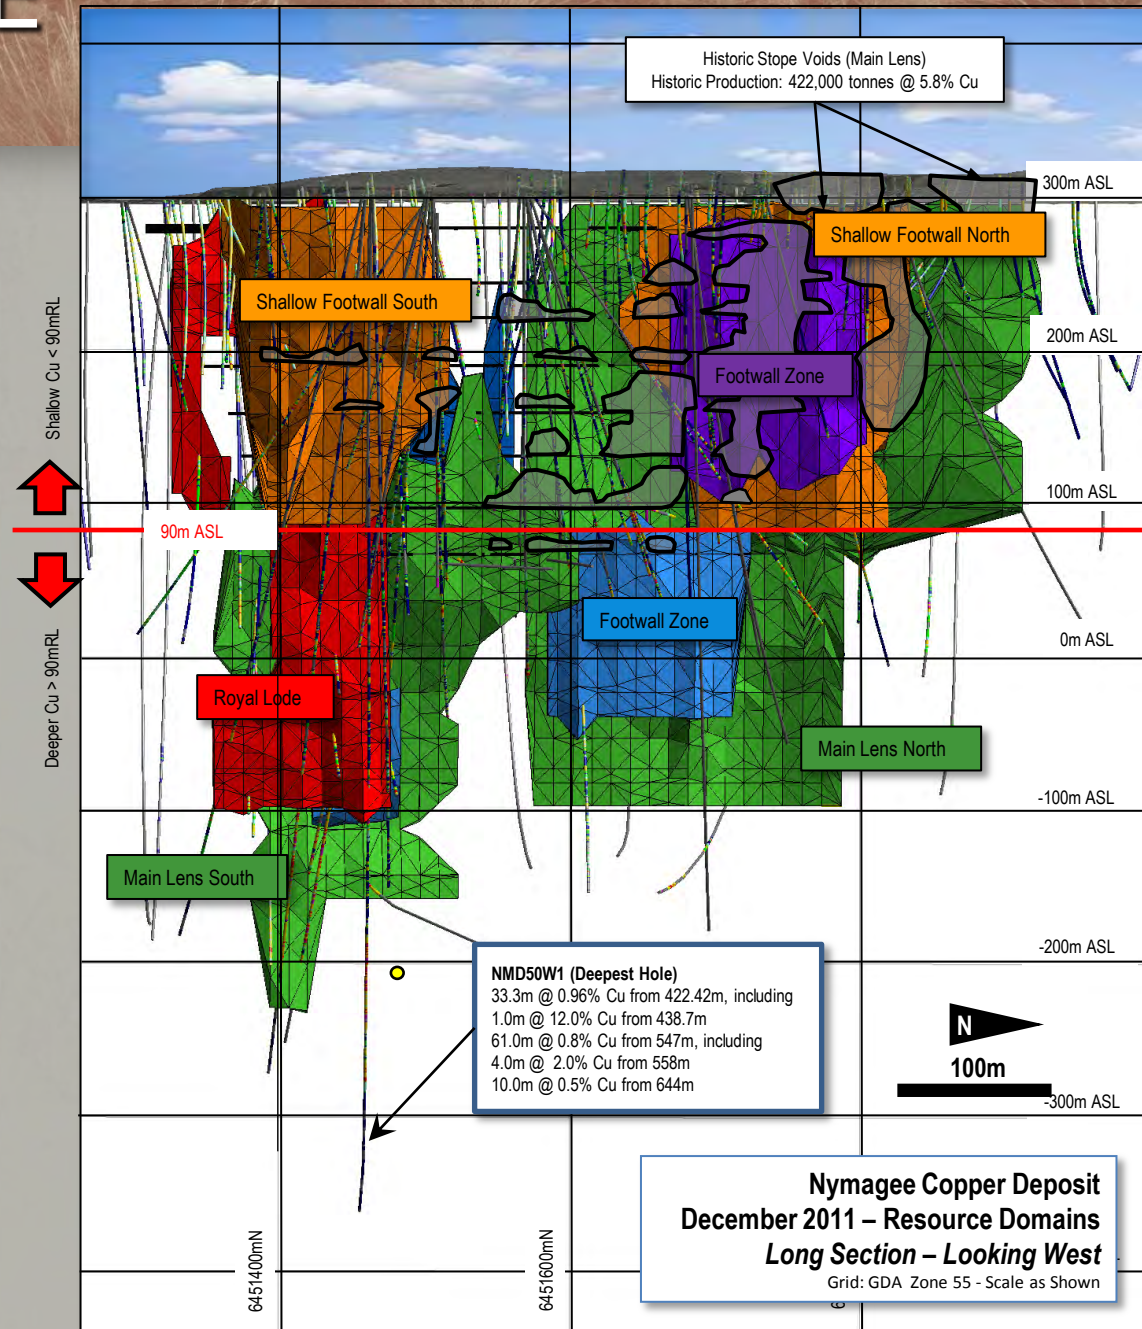 Historic Stope Voids (Main Lens)
Historic Production: 422,000 tonnes @ 5.8% Cu
300m ASL
Shallow Footwall North
Shallow Footwall South
200m ASL
Footwall Zone
Shallow Cu < 90mRL
100m ASL
90m ASL
Footwall Zone
0m ASL
Deeper Cu > 90mRL
Royal Lode
Main Lens North
-100m ASL
Main Lens South
-200m ASL
NMD50W1 (Deepest Hole)
33.3m @ 0.96% Cu from 422.42m, including
1.0m @ 12.0% Cu from 438.7m
61.0m @ 0.8% Cu from 547m, including
4.0m @ 2.0% Cu from 558m
10.0m @ 0.5% Cu from 644m
N
100m
-300m ASL
6451400mN
6451600mN
Nymagee Copper Deposit
December 2011 – Resource Domains
Long Section – Looking West
Grid: GDA Zone 55 - Scale as Shown